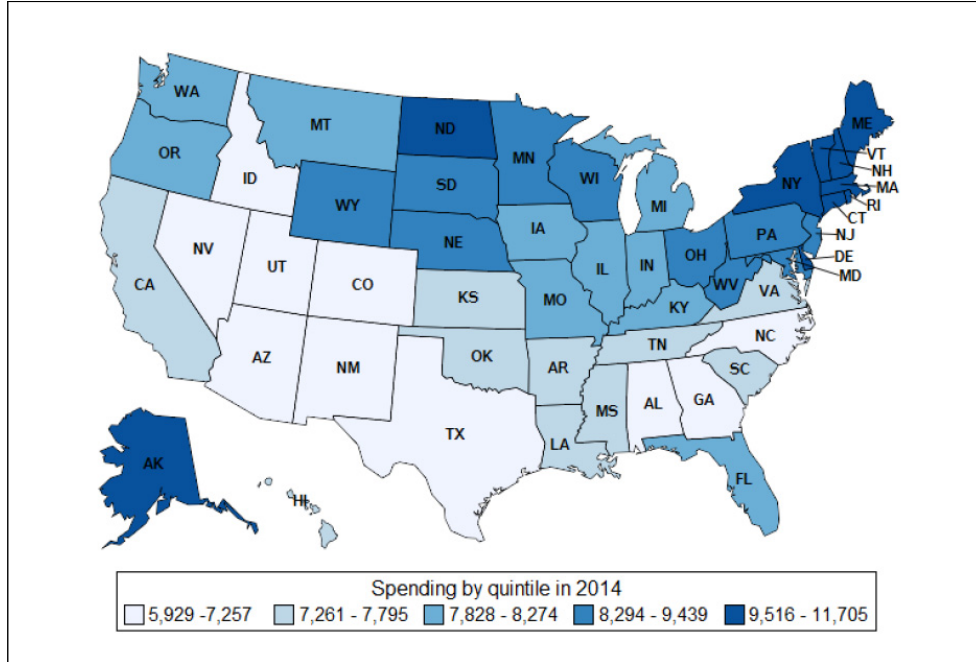 WA
MT
ND
MN
ME
VT
NH
MA
RI
CT
NJ
DE
MD
OR
ID
WY
SD
WI
MI
NY
PA
NE
IA
IL
IN
OH
WV
VA
NV
UT
CO
KS
MO
KY
CA
AZ
NM
OK
AR
TN
NC
SC
TX
LA
MS
AL
GA
FL
AK
HI
Spending by quintile in 2014
5,929 -7,257 7,261 - 7,795 7,828 - 8,274 8,294 - 9,439 9,516 - 11,705